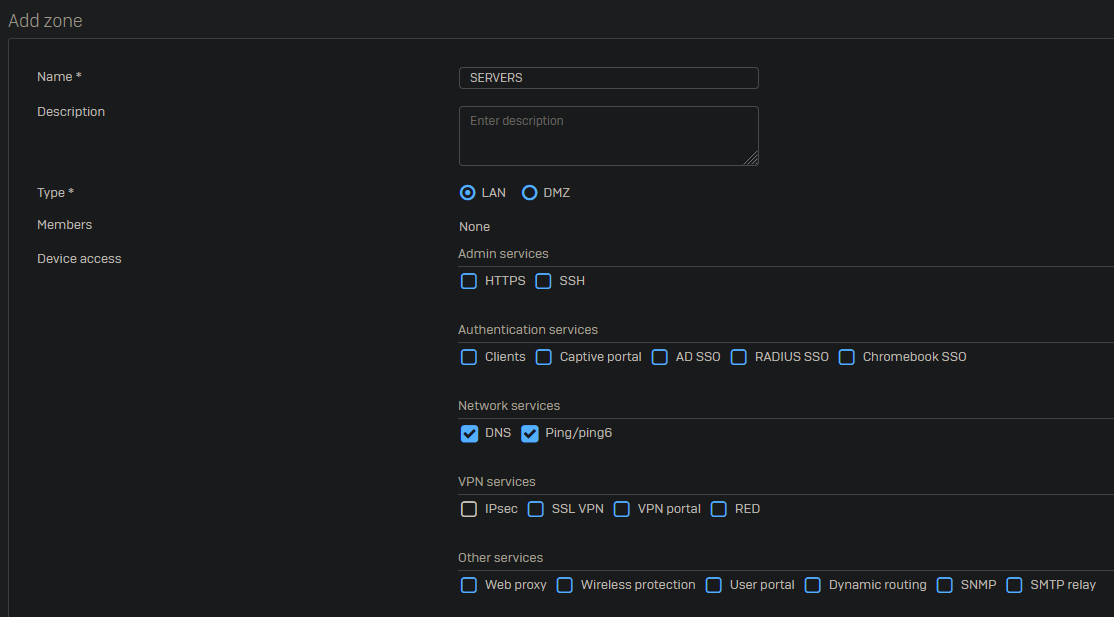 Add zone
Name *
SERVERS
Description
Enter description
Type *
LAN DMZ
Members
None
Device access
Admin services
HTTPS SSH
Authentication services
Clients Captive portal AD SSO RADIUS SSO Chromebook SSO
Network services
DNS Ping/ping6
VPN services
IPsec SSL VPN VPN portal RED
Other services
Web proxy Wireless protection User portal Dynamic routing SNMP SMTP relay